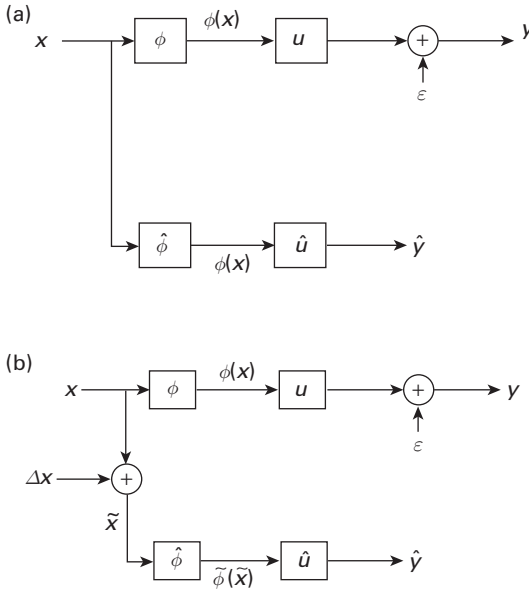 (a)
x ϕ ϕ(x) u + y
ε
ϕ̂ ϕ(x) û ŷ
(b)
x ϕ ϕ(x) u + y
ε
Δx +
x̃
ϕ̂ ϕ̃(x̃) û ŷ